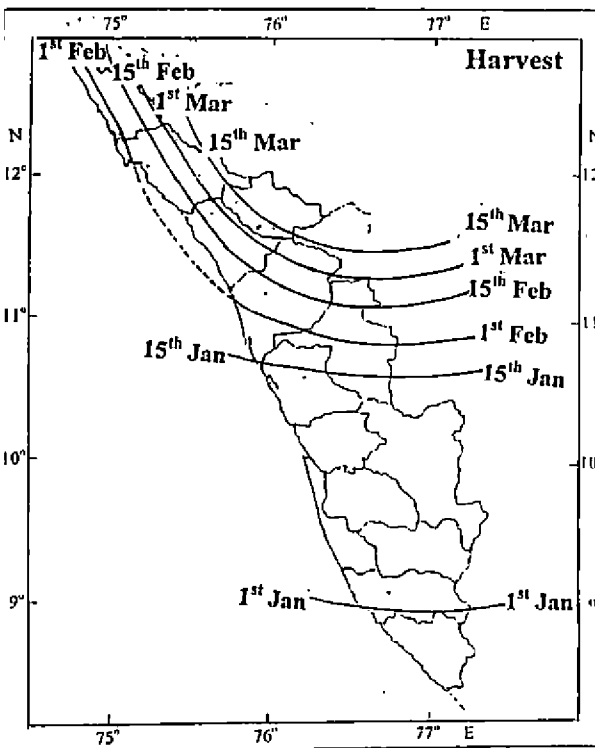 75° 76° 77° E
1st Feb
15th Feb
1st Mar
15th Mar
Harvest
N N
12°
15th Mar
1st Mar
15th Feb
11°
1st Feb
15th Jan
15th Jan
10°
9°
1st Jan
1st Jan
75° 76° E 77° E